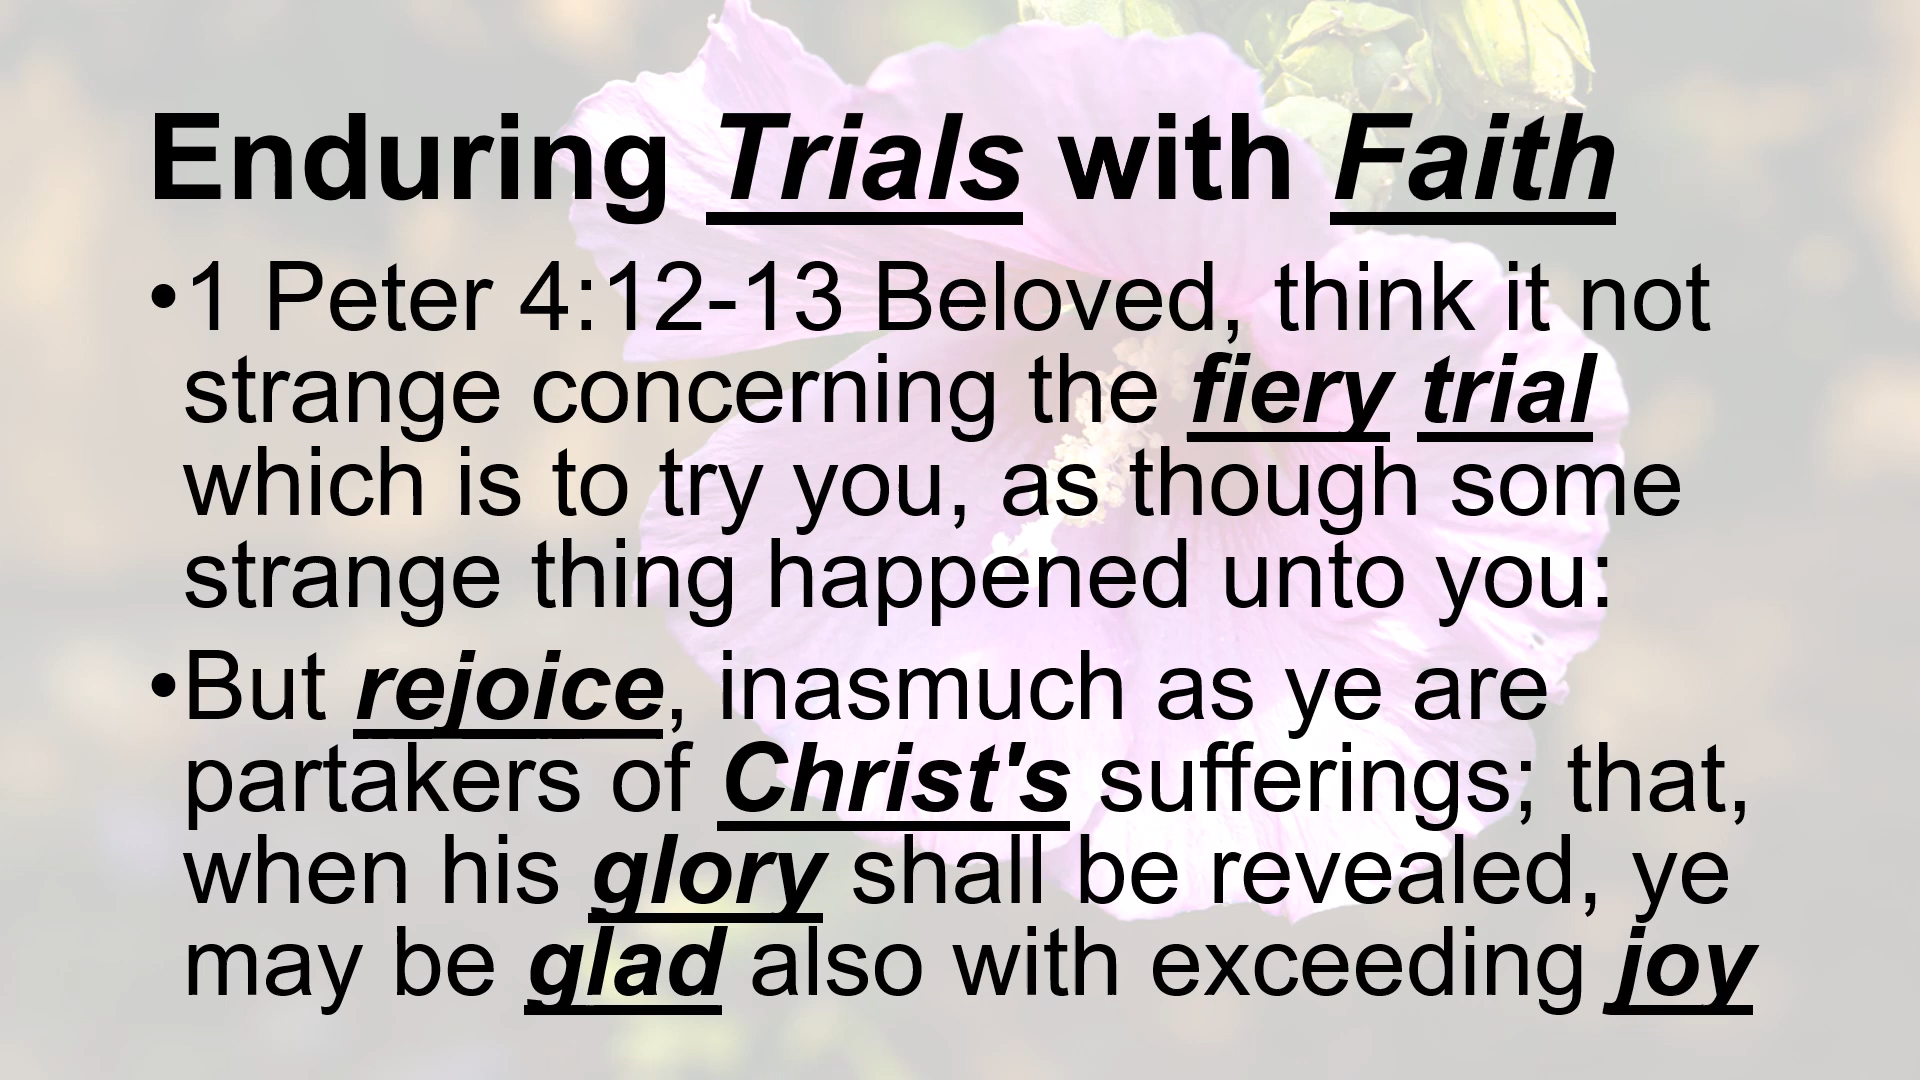 Enduring Trials with Faith
•1 Peter 4:12-13 Beloved, think it not
strange concerning the fiery trial
which is to try you, as though some
strange thing happened unto you:
•But rejoice, inasmuch as ye are
partakers of Christ's sufferings; that,
when his glory shall be revealed, ye
may be glad also with exceeding joy